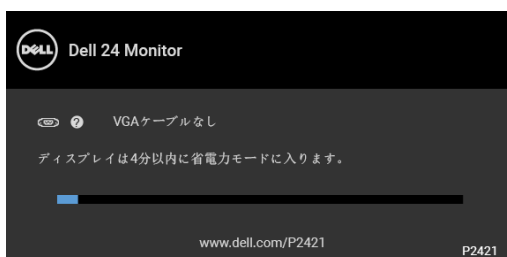 DELL
Dell 24 Monitor
VGAケーブルなし
ディスプレイは4分以内に省電力モードに入ります。
www.dell.com/P2421
P2421